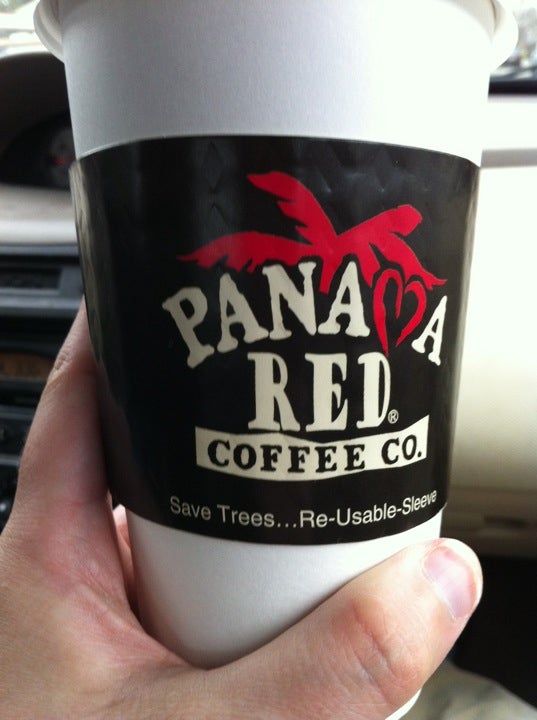 PANAMA
RED®
COFFEE CO.
Save Trees...Re-Usable-Sleeve